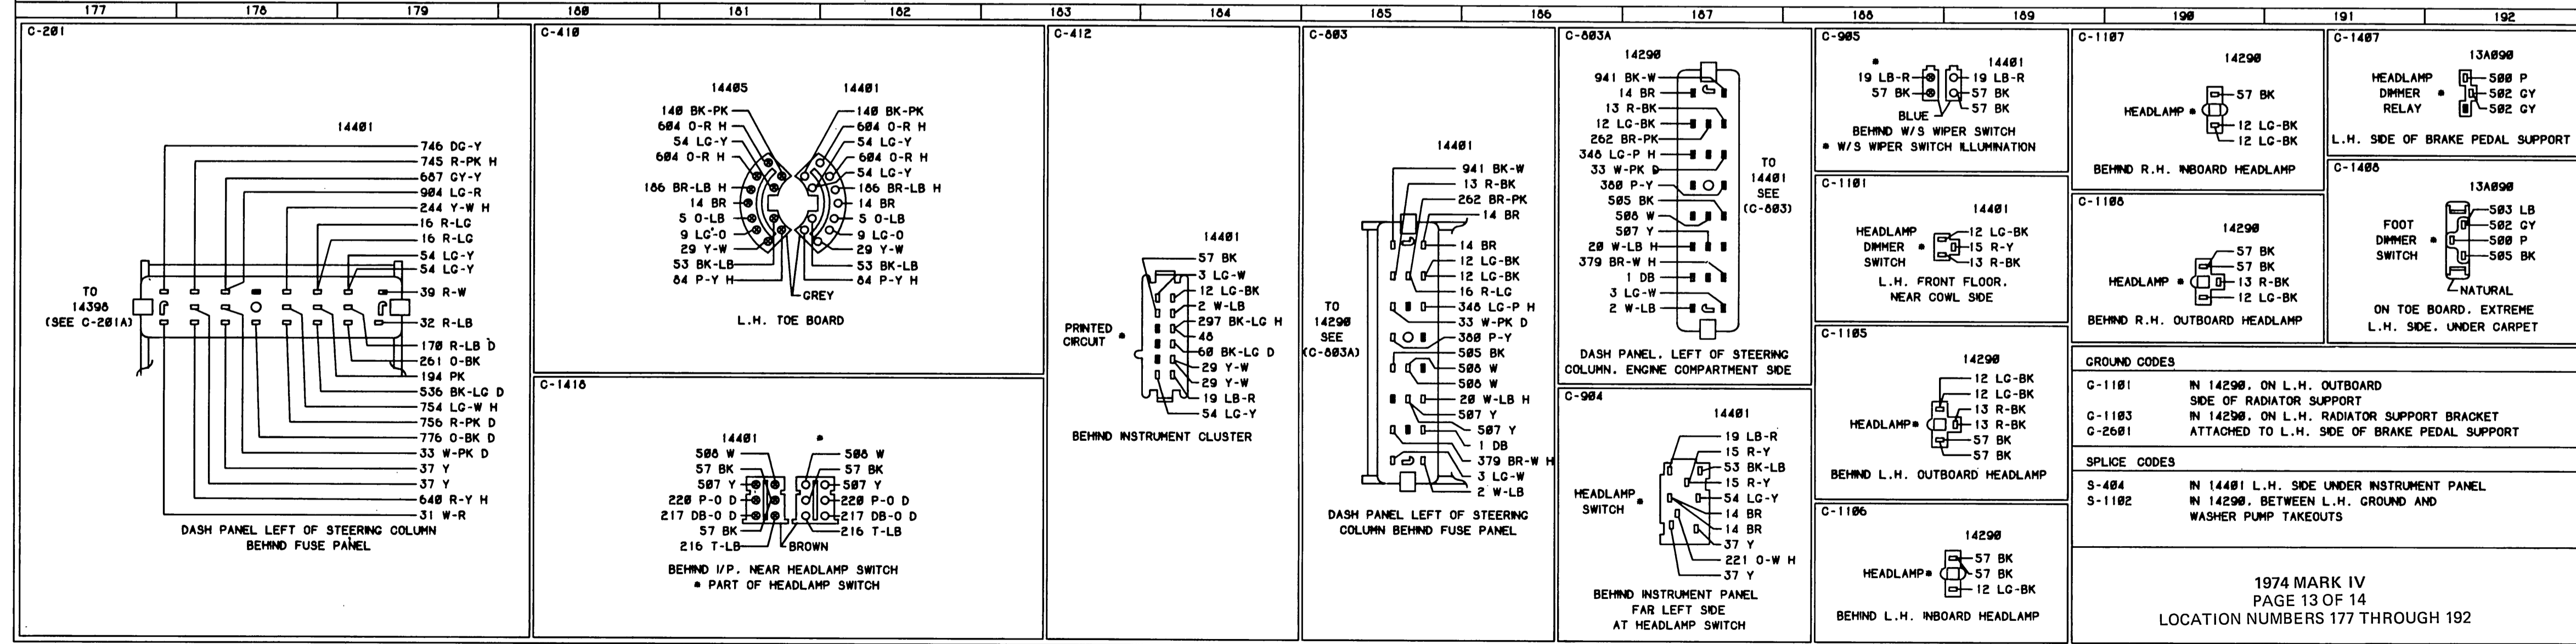 177 178 179 180 181 182 183 184 185 186 187 188 189 190 191 192
C-201
14401
746 DG-Y
745 R-PK H
687 GY-Y
904 LG-R
244 Y-W H
16 R-LG
16 R-LG
54 LG-Y
54 LG-Y
39 R-W
32 R-LB
170 R-LB D
261 O-BK
194 PK
536 BK-LG D
754 LG-W H
756 R-PK D
776 O-BK D
33 W-PK D
37 Y
37 Y
640 R-Y H
31 W-R
TO
14398
(SEE C-201A)
DASH PANEL LEFT OF STEERING COLUMN
BEHIND FUSE PANEL
C-410
14405
140 BK-PK
604 O-R H
54 LG-Y
604 O-R H
186 BR-LB H
14 BR
5 O-LB
9 LG-O
29 Y-W
53 BK-LB
84 P-Y H
14401
140 BK-PK
604 O-R H
54 LG-Y
604 O-R H
54 LG-Y
186 BR-LB H
14 BR
5 O-LB
9 LG-O
29 Y-W
53 BK-LB
84 P-Y H
GREY
L.H. TOE BOARD
C-1418
14401
508 W
57 BK
507 Y
220 P-O D
217 DB-O D
57 BK
216 T-LB
*
508 W
57 BK
507 Y
220 P-O D
217 DB-O D
216 T-LB
BROWN
BEHIND I/P. NEAR HEADLAMP SWITCH
* PART OF HEADLAMP SWITCH
C-412
14401
57 BK
3 LG-W
12 LG-BK
2 W-LB
297 BK-LG H
48
60 BK-LG D
29 Y-W
29 Y-W
19 LB-R
54 LG-Y
PRINTED
CIRCUIT *
BEHIND INSTRUMENT CLUSTER
C-803
14401
941 BK-W
13 R-BK
262 BR-PK
14 BR
14 BR
12 LG-BK
12 LG-BK
16 R-LG
348 LG-P H
33 W-PK D
380 P-Y
505 BK
508 W
508 W
20 W-LB H
507 Y
507 Y
1 DB
379 BR-W H
3 LG-W
2 W-LB
TO
14290
SEE
(C-803A)
DASH PANEL LEFT OF STEERING
COLUMN BEHIND FUSE PANEL
C-803A
14290
941 BK-W
14 BR
13 R-BK
12 LG-BK
262 BR-PK
348 LG-P H
33 W-PK D
380 P-Y
505 BK
508 W
507 Y
20 W-LB H
379 BR-W H
1 DB
3 LG-W
2 W-LB
TO
14401
SEE
(C-803)
DASH PANEL. LEFT OF STEERING
COLUMN. ENGINE COMPARTMENT SIDE
C-904
14401
19 LB-R
15 R-Y
53 BK-LB
15 R-Y
54 LG-Y
14 BR
14 BR
37 Y
221 O-W H
37 Y
HEADLAMP
SWITCH *
BEHIND INSTRUMENT PANEL
FAR LEFT SIDE
AT HEADLAMP SWITCH
C-905
*
19 LB-R
57 BK
14401
19 LB-R
57 BK
57 BK
BLUE
BEHIND W/S WIPER SWITCH
* W/S WIPER SWITCH ILLUMINATION
C-1101
14401
HEADLAMP
DIMMER *
SWITCH
12 LG-BK
15 R-Y
13 R-BK
L.H. FRONT FLOOR.
NEAR COWL SIDE
C-1105
14290
12 LG-BK
12 LG-BK
13 R-BK
13 R-BK
57 BK
57 BK
HEADLAMP*
BEHIND L.H. OUTBOARD HEADLAMP
C-1106
14290
57 BK
57 BK
12 LG-BK
HEADLAMP*
BEHIND L.H. INBOARD HEADLAMP
C-1107
14290
57 BK
12 LG-BK
12 LG-BK
HEADLAMP *
BEHIND R.H. INBOARD HEADLAMP
C-1108
14290
57 BK
57 BK
13 R-BK
12 LG-BK
HEADLAMP *
BEHIND R.H. OUTBOARD HEADLAMP
C-1407
13A090
HEADLAMP
DIMMER *
RELAY
500 P
502 GY
502 GY
L.H. SIDE OF BRAKE PEDAL SUPPORT
C-1408
13A090
FOOT
DIMMER *
SWITCH
503 LB
502 GY
500 P
505 BK
NATURAL
ON TOE BOARD. EXTREME
L.H. SIDE. UNDER CARPET
GROUND CODES
G-1101 IN 14290. ON L.H. OUTBOARD
SIDE OF RADIATOR SUPPORT
G-1103 IN 14290. ON L.H. RADIATOR SUPPORT BRACKET
G-2601 ATTACHED TO L.H. SIDE OF BRAKE PEDAL SUPPORT
SPLICE CODES
S-404 IN 14401 L.H. SIDE UNDER INSTRUMENT PANEL
S-1102 IN 14290. BETWEEN L.H. GROUND AND
WASHER PUMP TAKEOUTS
1974 MARK IV
PAGE 13 OF 14
LOCATION NUMBERS 177 THROUGH 192